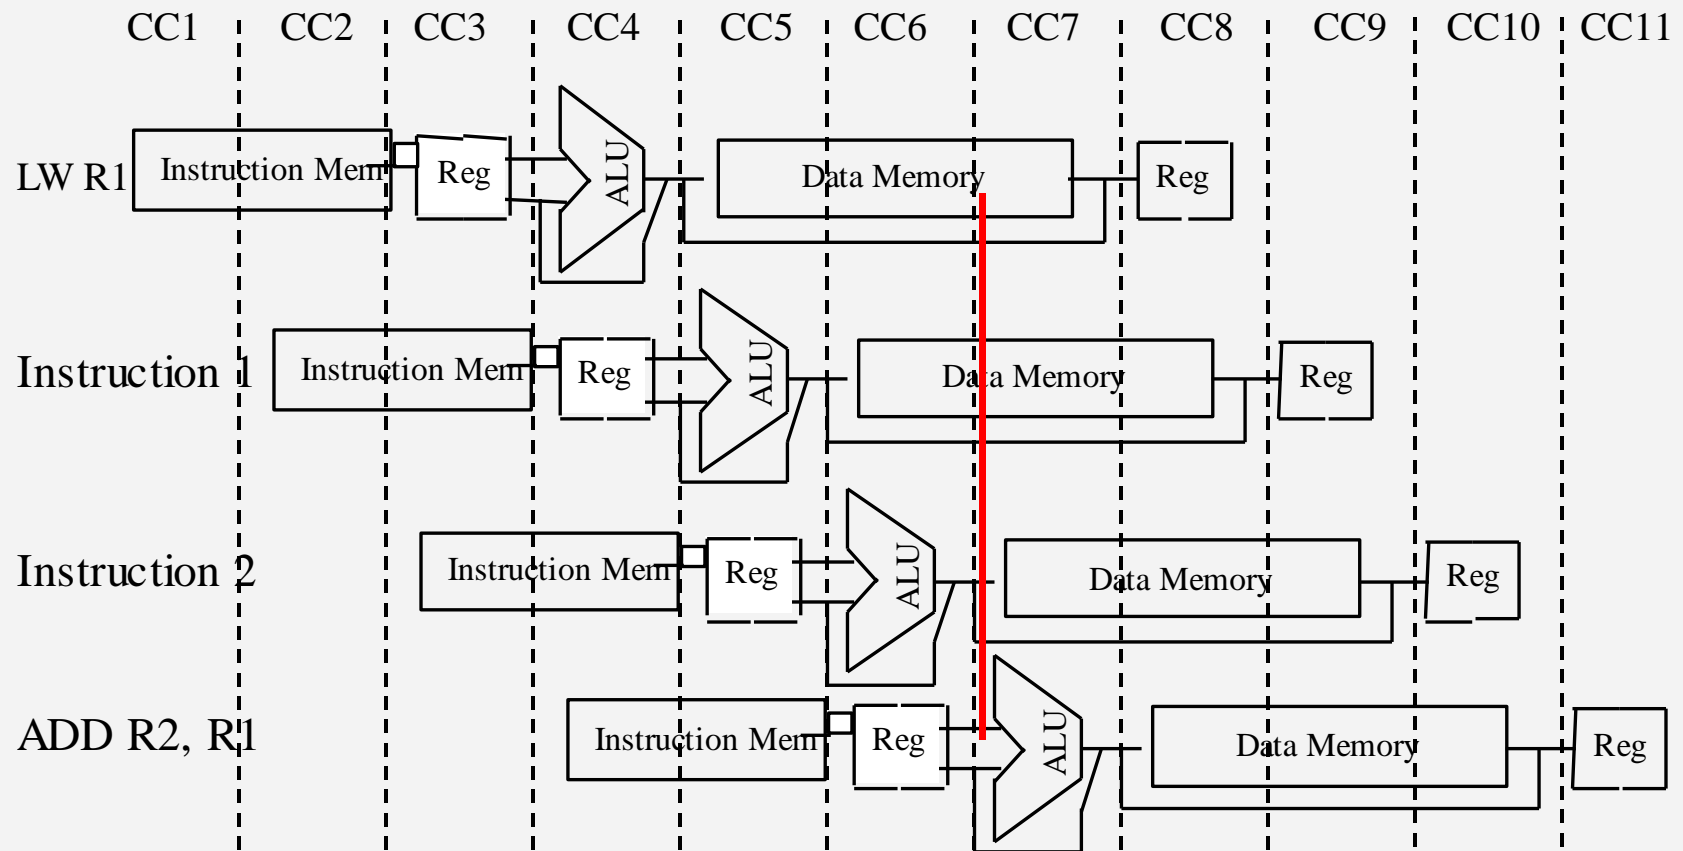 CC1 CC2 CC3 CC4 CC5 CC6 CC7 CC8 CC9 CC10 CC11
LW R1 Instruction Mem Reg ALU Data Memory Reg
Instruction 1 Instruction Mem Reg ALU Data Memory Reg
Instruction 2 Instruction Mem Reg ALU Data Memory Reg
ADD R2, R1 Instruction Mem Reg ALU Data Memory Reg